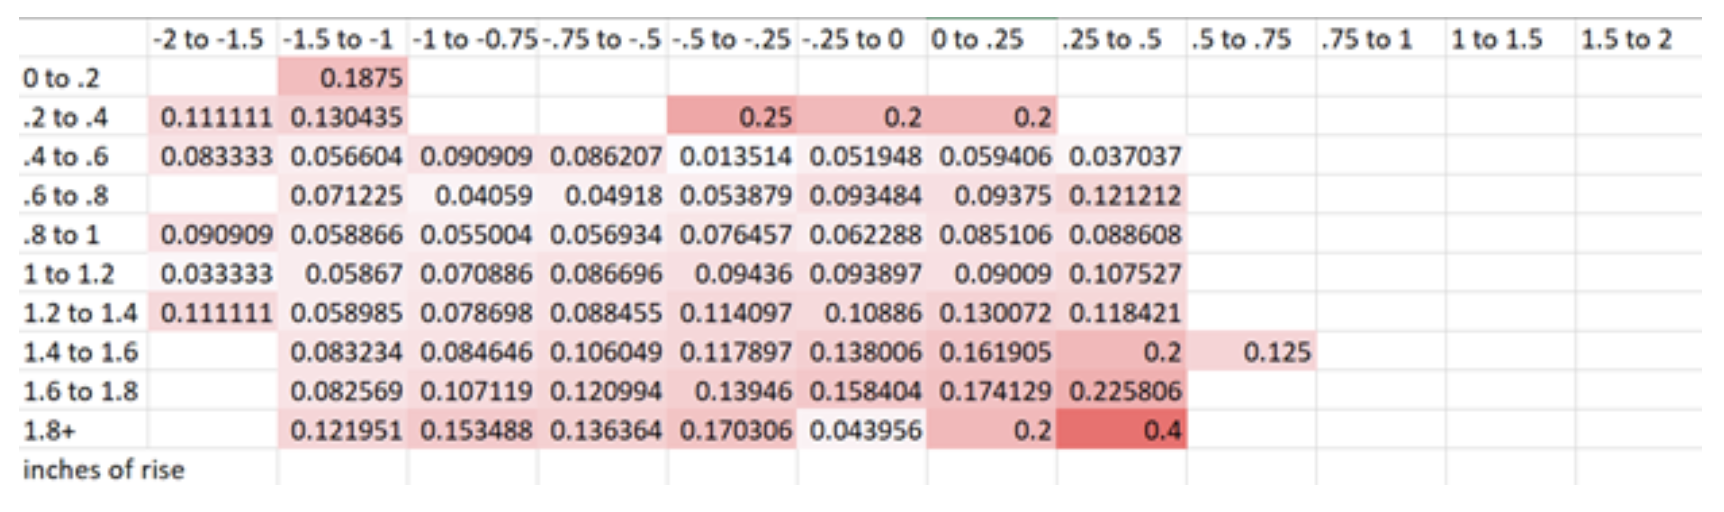 -2 to -1.5 -1.5 to -1 -1 to -0.75 -.75 to -.5 -.5 to -.25 -.25 to 0 0 to .25 .25 to .5 .5 to .75 .75 to 1 1 to 1.5 1.5 to 2
0 to .2 0.1875
.2 to .4 0.111111 0.130435 0.25 0.2 0.2
.4 to .6 0.083333 0.056604 0.090909 0.086207 0.013514 0.051948 0.059406 0.037037
.6 to .8 0.071225 0.04059 0.04918 0.053879 0.093484 0.09375 0.121212
.8 to 1 0.090909 0.058866 0.055004 0.056934 0.076457 0.062288 0.085106 0.088608
1 to 1.2 0.033333 0.05867 0.070886 0.086696 0.09436 0.093897 0.09009 0.107527
1.2 to 1.4 0.111111 0.058985 0.078698 0.088455 0.114097 0.10886 0.130072 0.118421
1.4 to 1.6 0.083234 0.084646 0.106049 0.117897 0.138006 0.161905 0.2 0.125
1.6 to 1.8 0.082569 0.107119 0.120994 0.13946 0.158404 0.174129 0.225806
1.8+ 0.121951 0.153488 0.136364 0.170306 0.043956 0.2 0.4
inches of rise